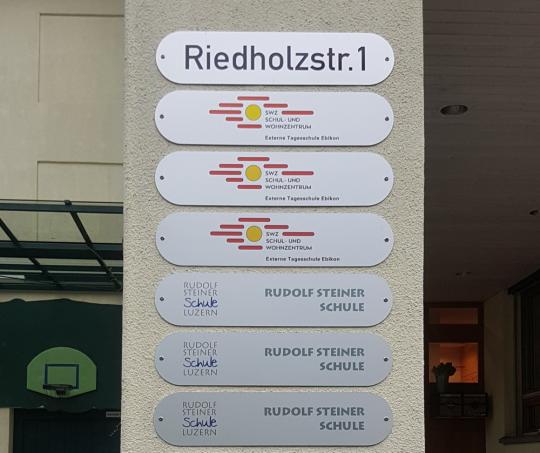 Riedholzstr.1
SWZ
SCHUL- UND
WOHNZENTRUM
Externe Tagesschule Ebikon
SWZ
SCHUL- UND
WOHNZENTRUM
Externe Tagesschule Ebikon
SWZ
SCHUL- UND
WOHNZENTRUM
Externe Tagesschule Ebikon
RUDOLF
STEINER
Schule
LUZERN
RUDOLF STEINER
SCHULE
RUDOLF
STEINER
Schule
LUZERN
RUDOLF STEINER
SCHULE
RUDOLF
STEINER
Schule
LUZERN
RUDOLF STEINER
SCHULE